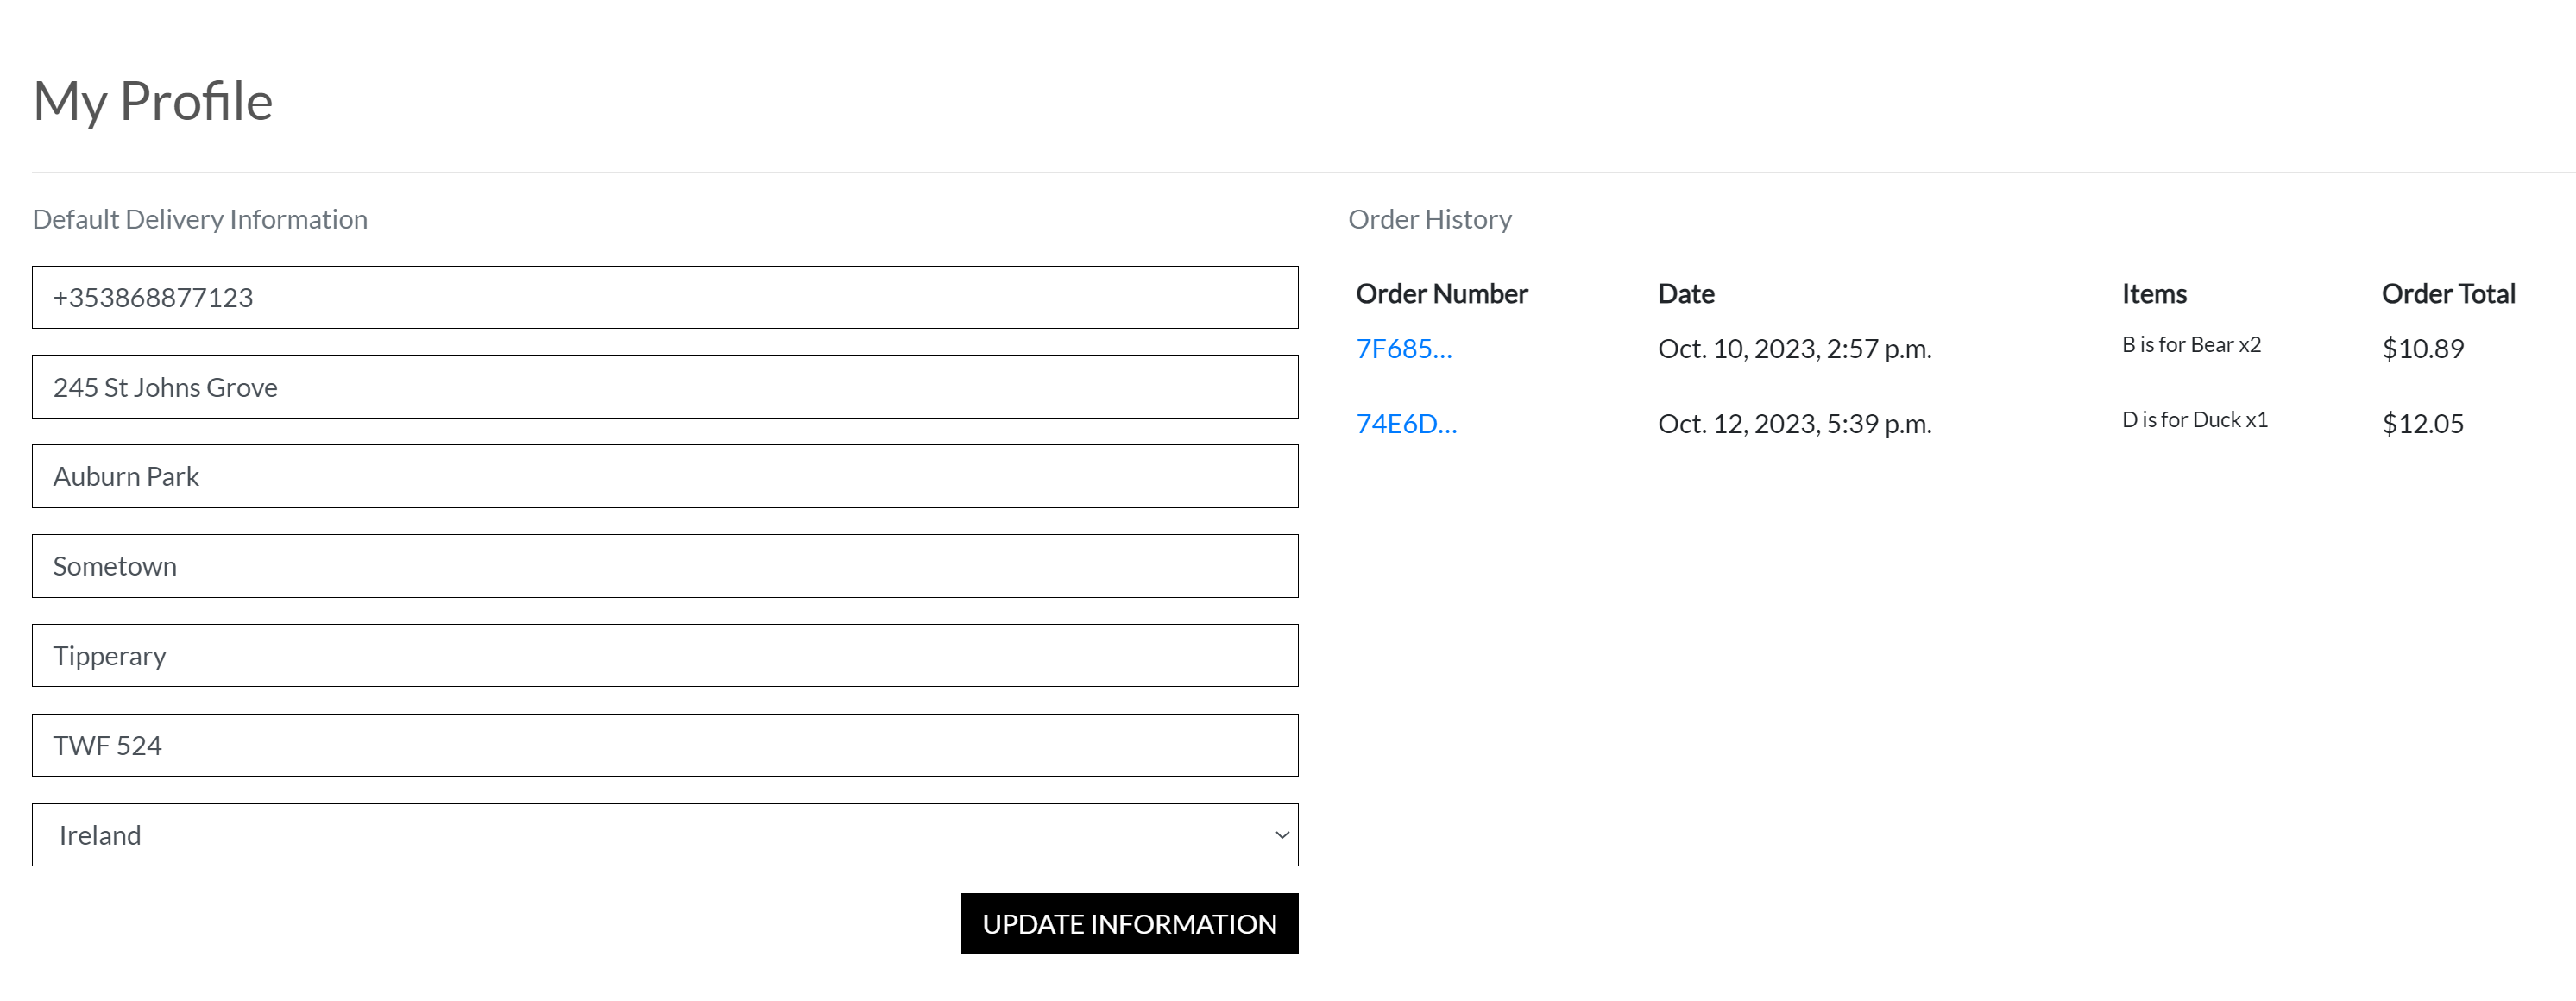 My Profile
Default Delivery Information
+353868877123
245 St Johns Grove
Auburn Park
Sometown
Tipperary
TWF 524
Ireland
UPDATE INFORMATION
Order History
Order Number Date Items Order Total
7F685... Oct. 10, 2023, 2:57 p.m. B is for Bear x2 $10.89
74E6D... Oct. 12, 2023, 5:39 p.m. D is for Duck x1 $12.05